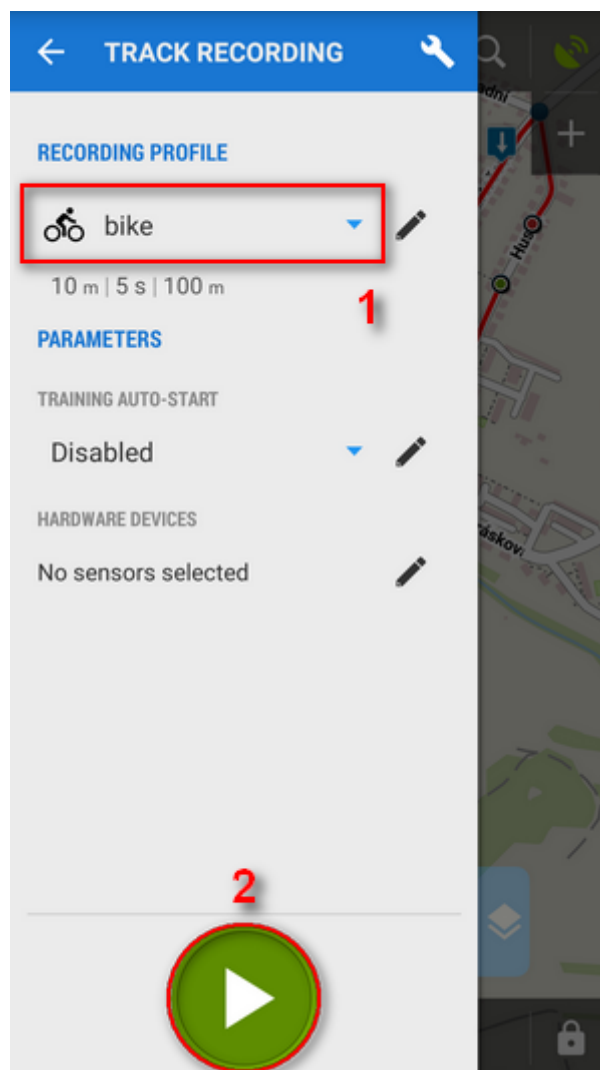 TRACK RECORDING
RECORDING PROFILE
bike
10 m | 5 s | 100 m
1
PARAMETERS
TRAINING AUTO-START
Disabled
HARDWARE DEVICES
No sensors selected
2
Hus